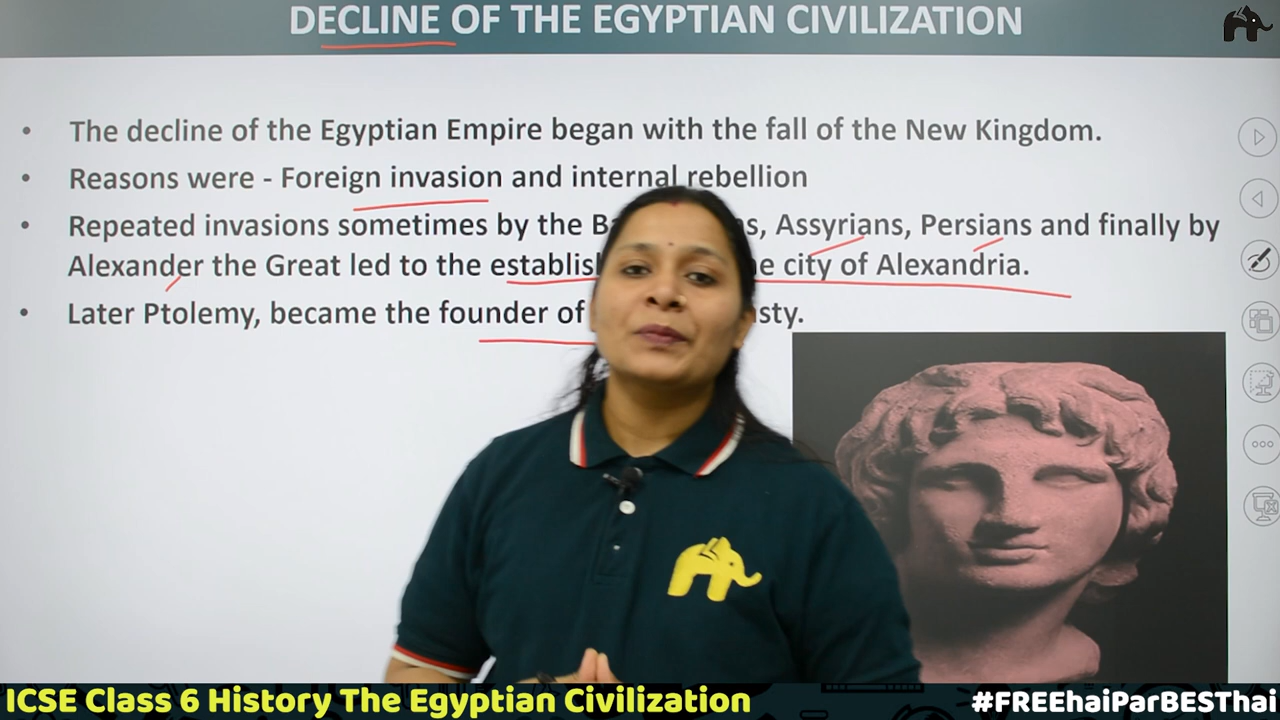 DECLINE OF THE EGYPTIAN CIVILIZATION
• The decline of the Egyptian Empire began with the fall of the New Kingdom.
• Reasons were - Foreign invasion and internal rebellion
• Repeated invasions sometimes by the Assyrians, Persians and finally by
Alexander the Great led to the city of Alexandria.
• Later Ptolemy, became the founder of
ICSE Class 6 History The Egyptian Civilization
#FREEhaiParBESThai